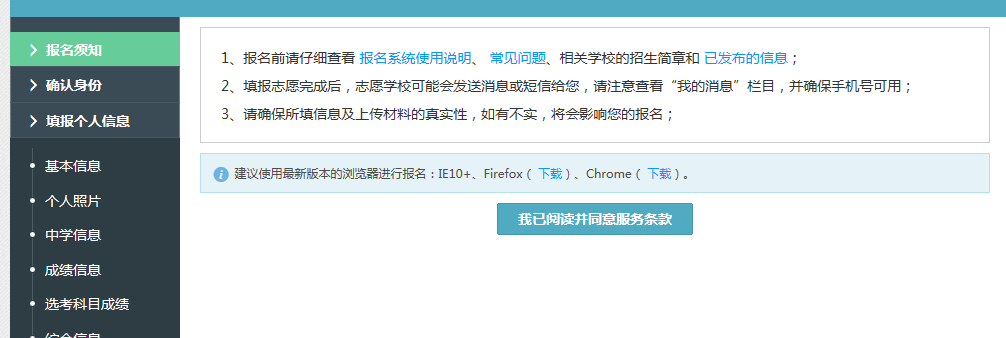 报名须知
确认身份
填报个人信息
基本信息
个人照片
中学信息
成绩信息
选考科目成绩
综合信息
1、报名前请仔细查看 报名系统使用说明、 常见问题、相关学校的招生简章和 已发布的信息；
2、填报志愿完成后，志愿学校可能会发送消息或短信给您，请注意查看“我的消息”栏目，并确保手机号可用；
3、请确保所填信息及上传材料的真实性，如有不实，将会影响您的报名；
建议使用最新版本的浏览器进行报名：IE10+、Firefox（ 下载）、Chrome（ 下载）。
我已阅读并同意服务条款